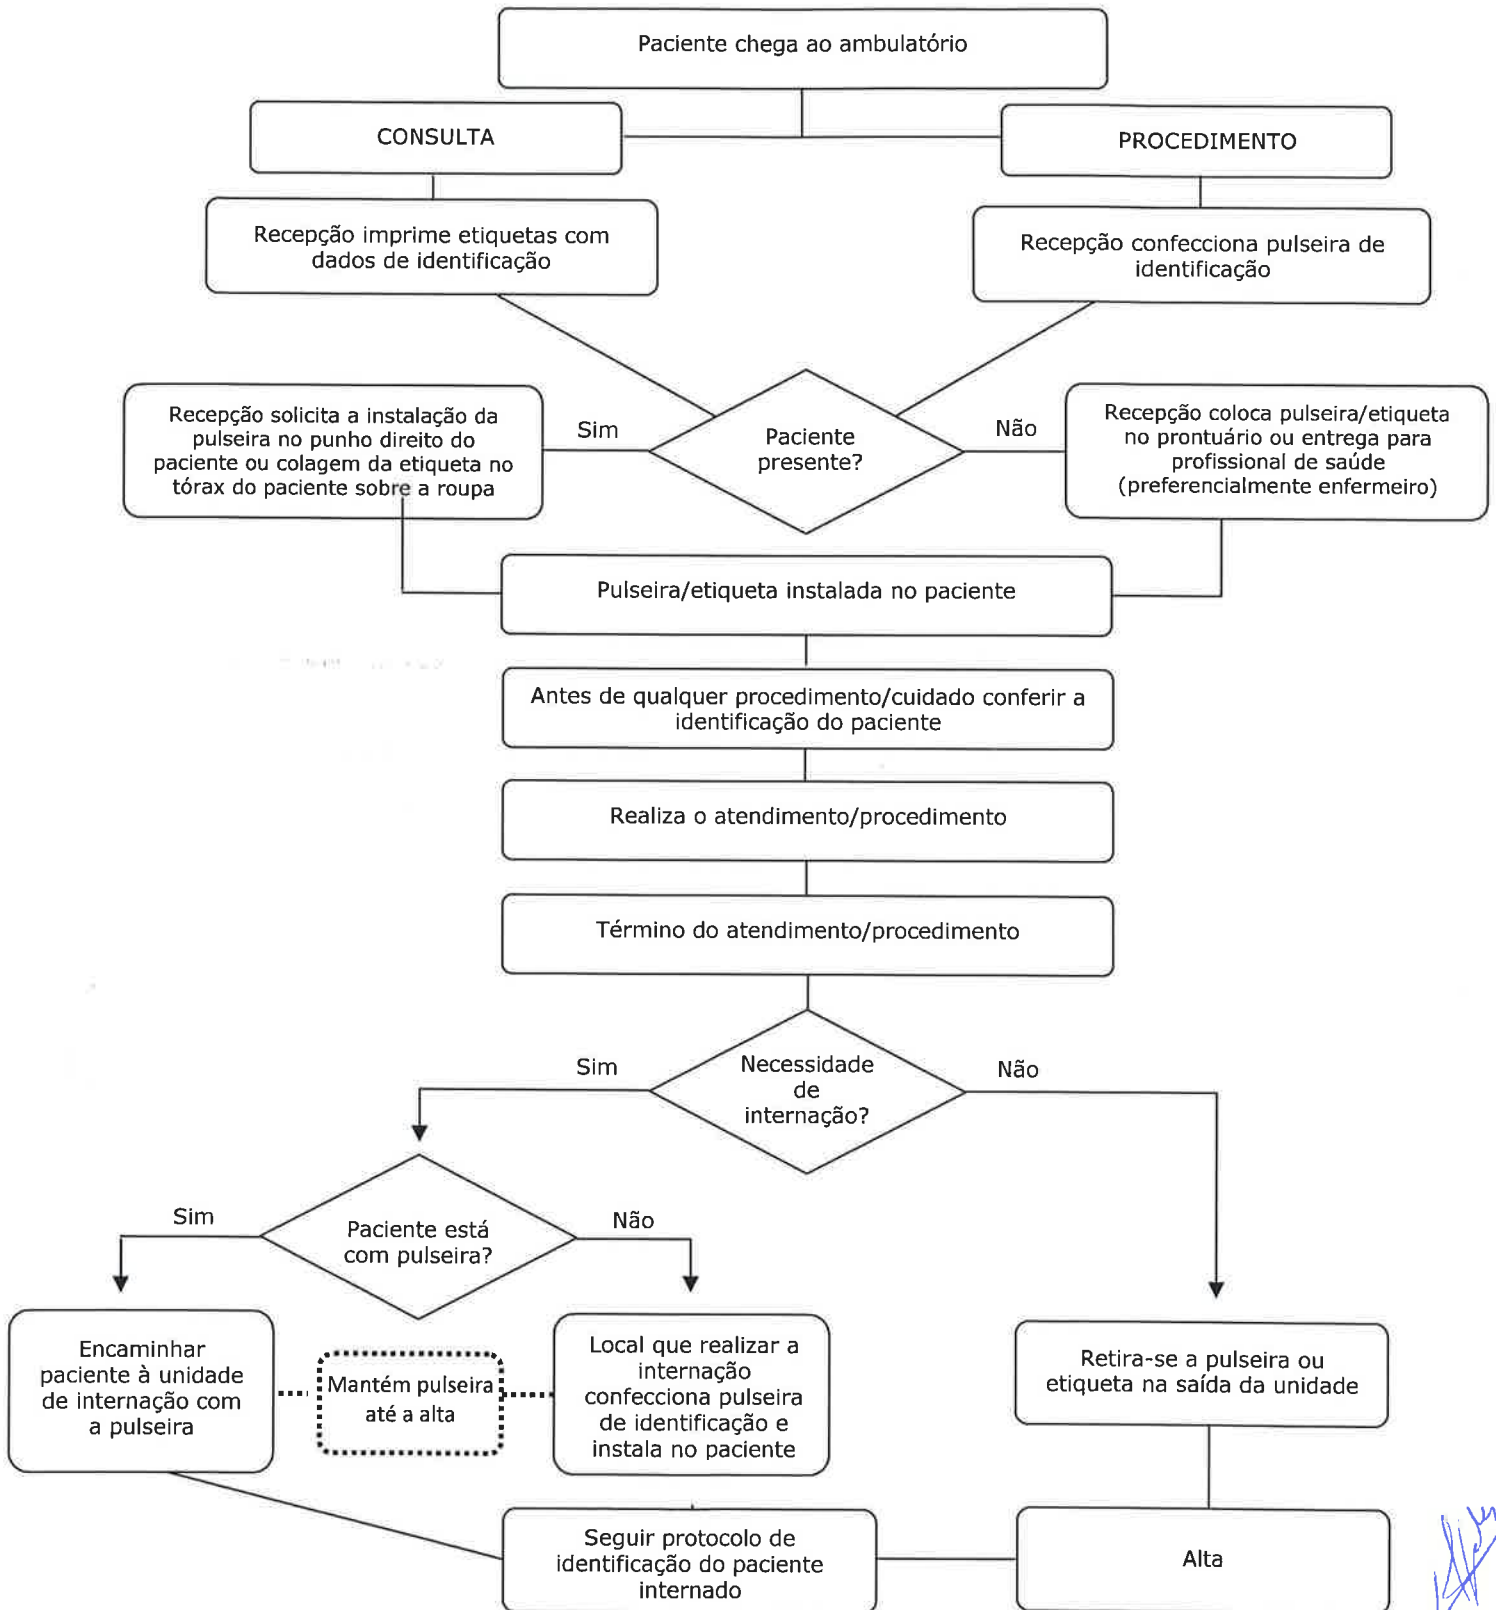 Paciente chega ao ambulatório
CONSULTA
PROCEDIMENTO
Recepção imprime etiquetas com
dados de identificação
Recepção confecciona pulseira de
identificação
Recepção solicita a instalação da
pulseira no punho direito do
paciente ou colagem da etiqueta no
tórax do paciente sobre a roupa
Sim
Paciente
presente?
Não
Recepção coloca pulseira/etiqueta
no prontuário ou entrega para
profissional de saúde
(preferencialmente enfermeiro)
Pulseira/etiqueta instalada no paciente
Antes de qualquer procedimento/cuidado conferir a
identificação do paciente
Realiza o atendimento/procedimento
Término do atendimento/procedimento
Sim
Necessidade
de
internação?
Não
Sim
Paciente está
com pulseira?
Não
Encaminhar
paciente à unidade
de internação com
a pulseira
Mantém pulseira
até a alta
Local que realizar a
internação
confecciona pulseira
de identificação e
instala no paciente
Retira-se a pulseira ou
etiqueta na saída da unidade
Seguir protocolo de
identificação do paciente
internado
Alta